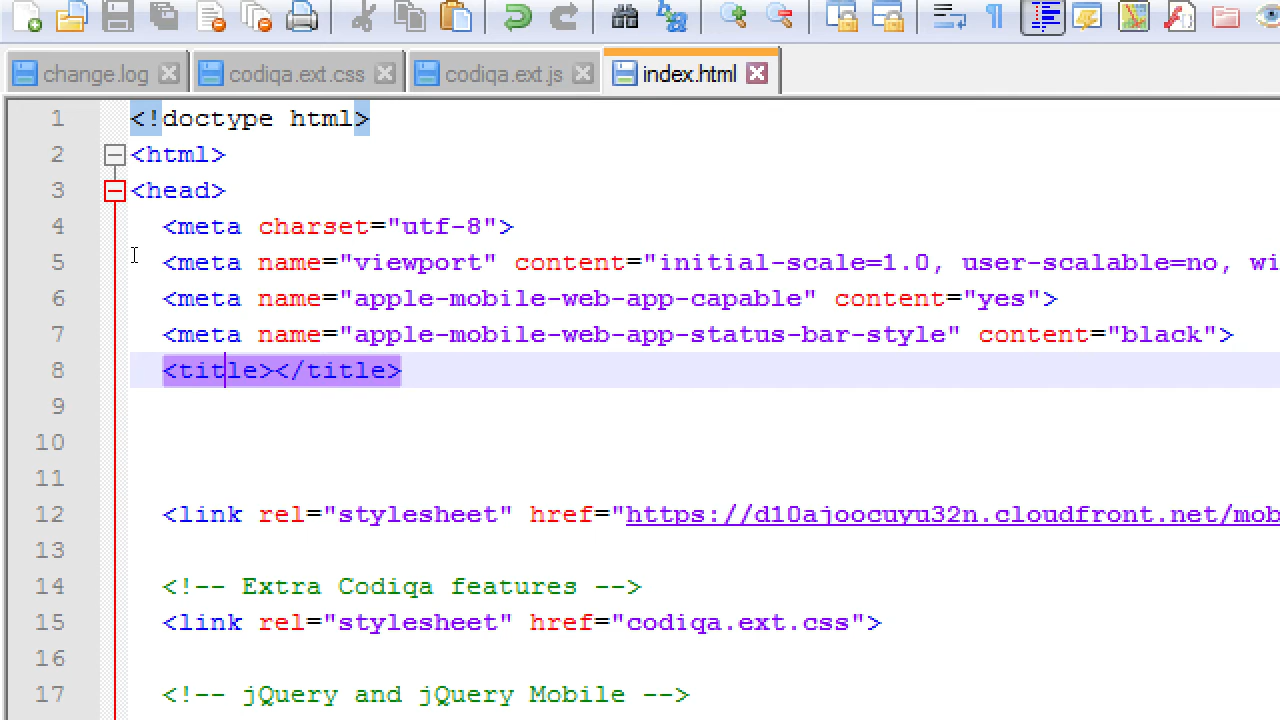 change.log codiqa.ext.css codiqa.ext.js index.html
1 <!doctype html>
2 <html>
3 <head>
4 <meta charset="utf-8">
5 <meta name="viewport" content="initial-scale=1.0, user-scalable=no, wi
6 <meta name="apple-mobile-web-app-capable" content="yes">
7 <meta name="apple-mobile-web-app-status-bar-style" content="black">
8 <title></title>
9
10
11
12 <link rel="stylesheet" href="https://d10ajoocuyu32n.cloudfront.net/mob
13
14 <!-- Extra Codiqa features -->
15 <link rel="stylesheet" href="codiqa.ext.css">
16
17 <!-- jQuery and jQuery Mobile -->